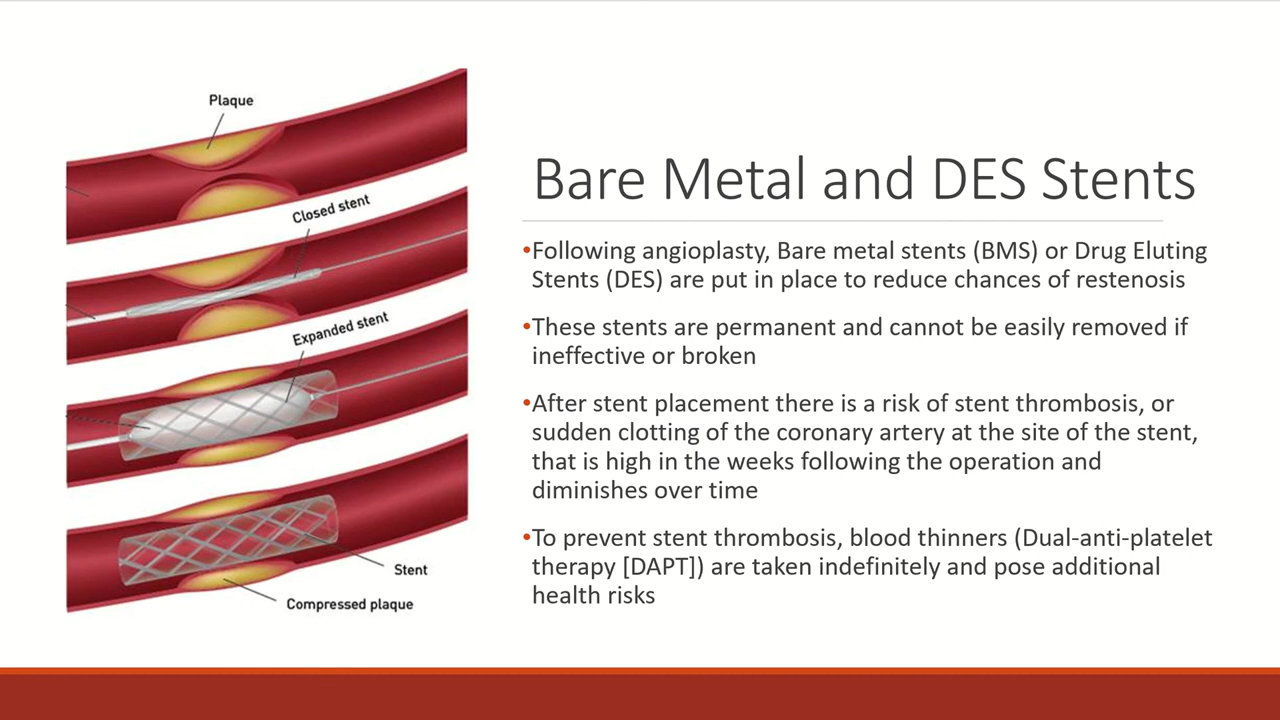 Plaque
Closed stent
Expanded stent
Stent
Compressed plaque
Bare Metal and DES Stents
•Following angioplasty, Bare metal stents (BMS) or Drug Eluting
Stents (DES) are put in place to reduce chances of restenosis
•These stents are permanent and cannot be easily removed if
ineffective or broken
•After stent placement there is a risk of stent thrombosis, or
sudden clotting of the coronary artery at the site of the stent,
that is high in the weeks following the operation and
diminishes over time
•To prevent stent thrombosis, blood thinners (Dual-anti-platelet
therapy [DAPT]) are taken indefinitely and pose additional
health risks